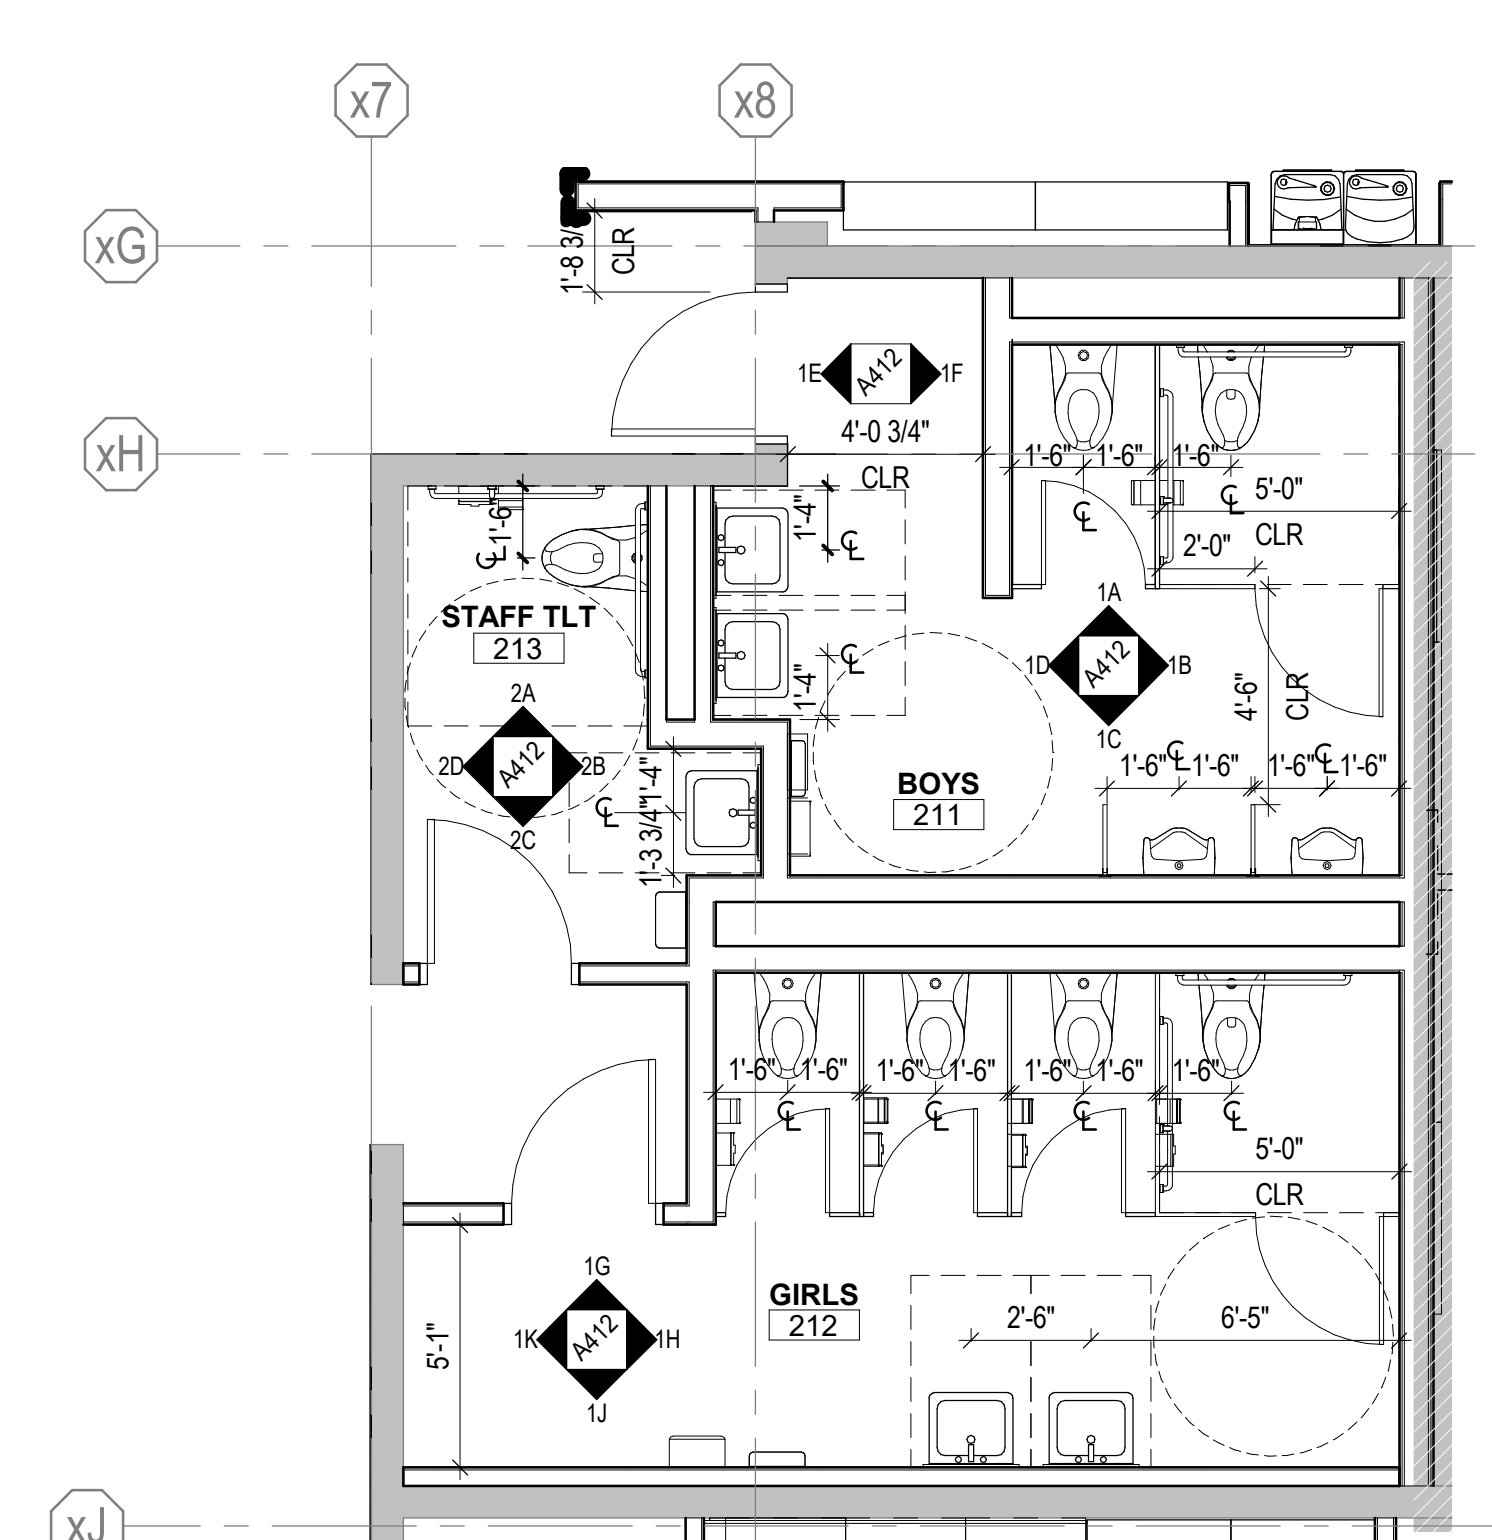 x7
x8
xG
1'-8 3/
CLR
1E
A412
1F
xH
4'-0 3/4"
CLR
1'-6"
1'-6"
1'-6"
5'-0"
CLR
2'-0"
1'-6
1'-4"
STAFF TLT
213
1'-4"
1A
1D
A412
1B
1C
4'-6"
CLR
2A
2D
A412
2B
2C
1'-4"
1'-3 3/4"
BOYS
211
1'-6"
1'-6"
1'-6"
1'-6"
1'-6"
1'-6"
1'-6"
1'-6"
1'-6"
1'-6"
1'-6"
5'-0"
CLR
1G
1K
A412
1H
1J
5'-1"
GIRLS
212
2'-6"
6'-5"
xJ